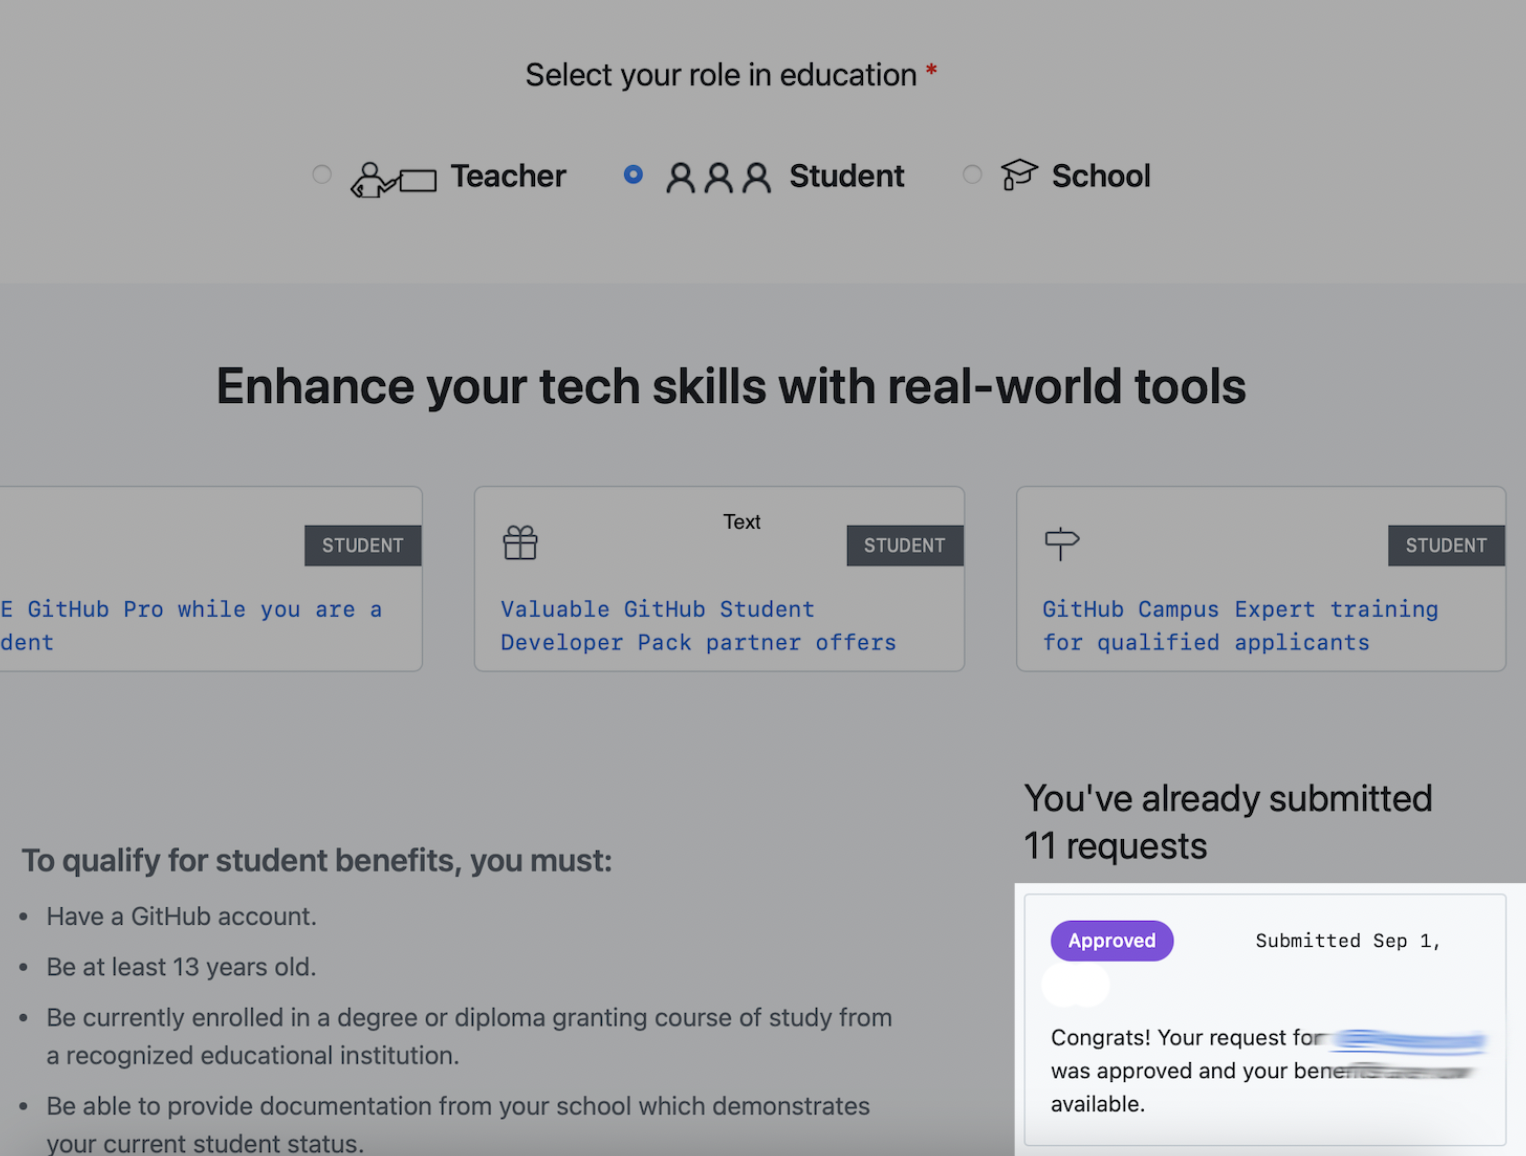 Select your role in education *
Teacher
Student
School
Enhance your tech skills with real-world tools
STUDENT
E GitHub Pro while you are a
dent
Text
STUDENT
Valuable GitHub Student
Developer Pack partner offers
STUDENT
GitHub Campus Expert training
for qualified applicants
To qualify for student benefits, you must:
• Have a GitHub account.
• Be at least 13 years old.
• Be currently enrolled in a degree or diploma granting course of study from
a recognized educational institution.
• Be able to provide documentation from your school which demonstrates
your current student status.
You've already submitted
11 requests
Approved
Submitted Sep 1,
Congrats! Your request for
was approved and your
available.